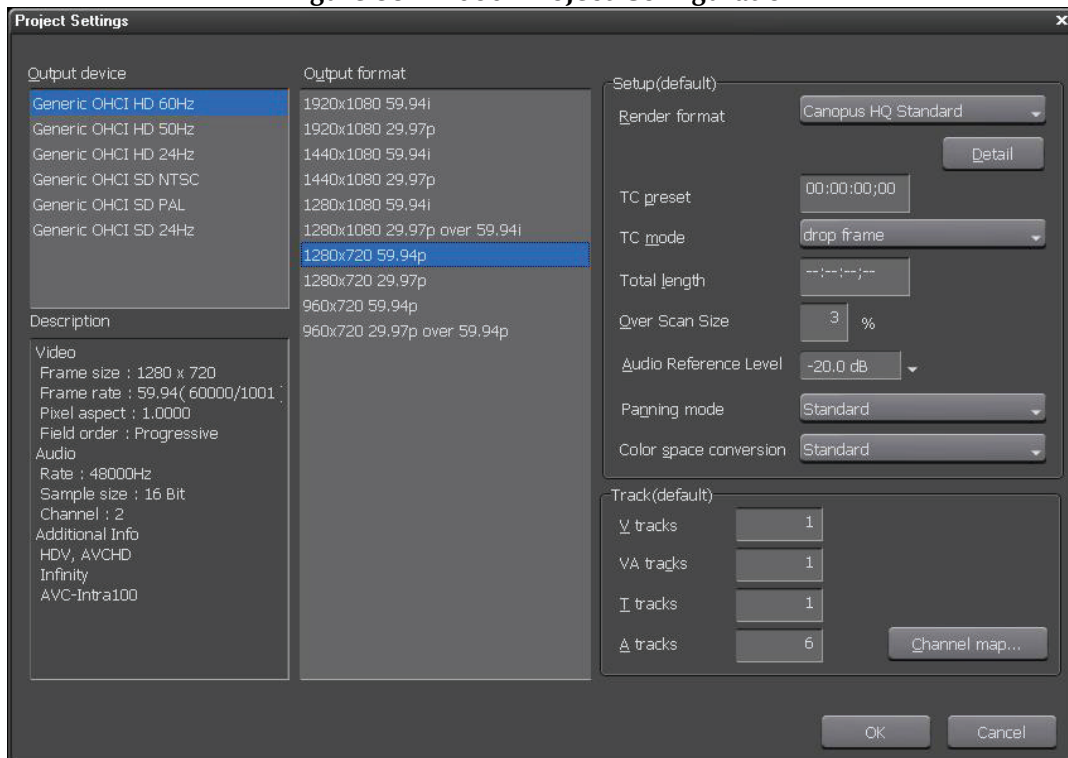 Project Settings
x
Output device
Generic OHCI HD 60Hz
Generic OHCI HD 50Hz
Generic OHCI HD 24Hz
Generic OHCI SD NTSC
Generic OHCI SD PAL
Generic OHCI SD 24Hz
Description
Video
Frame size : 1280 x 720
Frame rate : 59.94( 60000/1001
Pixel aspect : 1.0000
Field order : Progressive
Audio
Rate : 48000Hz
Sample size : 16 Bit
Channel : 2
Additional Info
HDV, AVCHD
Infinity
AVC-Intra100
Output format
1920x1080 59.94i
1920x1080 29.97p
1440x1080 59.94i
1440x1080 29.97p
1280x1080 59.94i
1280x1080 29.97p over 59.94i
1280x720 59.94p
1280x720 29.97p
960x720 59.94p
960x720 29.97p over 59.94p
Setup(default)
Render format Canopus HQ Standard
Detail
TC preset 00:00:00;00
TC mode drop frame
Total length --:--:--;--
Over Scan Size 3 %
Audio Reference Level -20.0 dB
Panning mode Standard
Color space conversion Standard
Track(default)
V tracks 1
VA tracks 1
T tracks 1
A tracks 6 Channel map...
OK Cancel